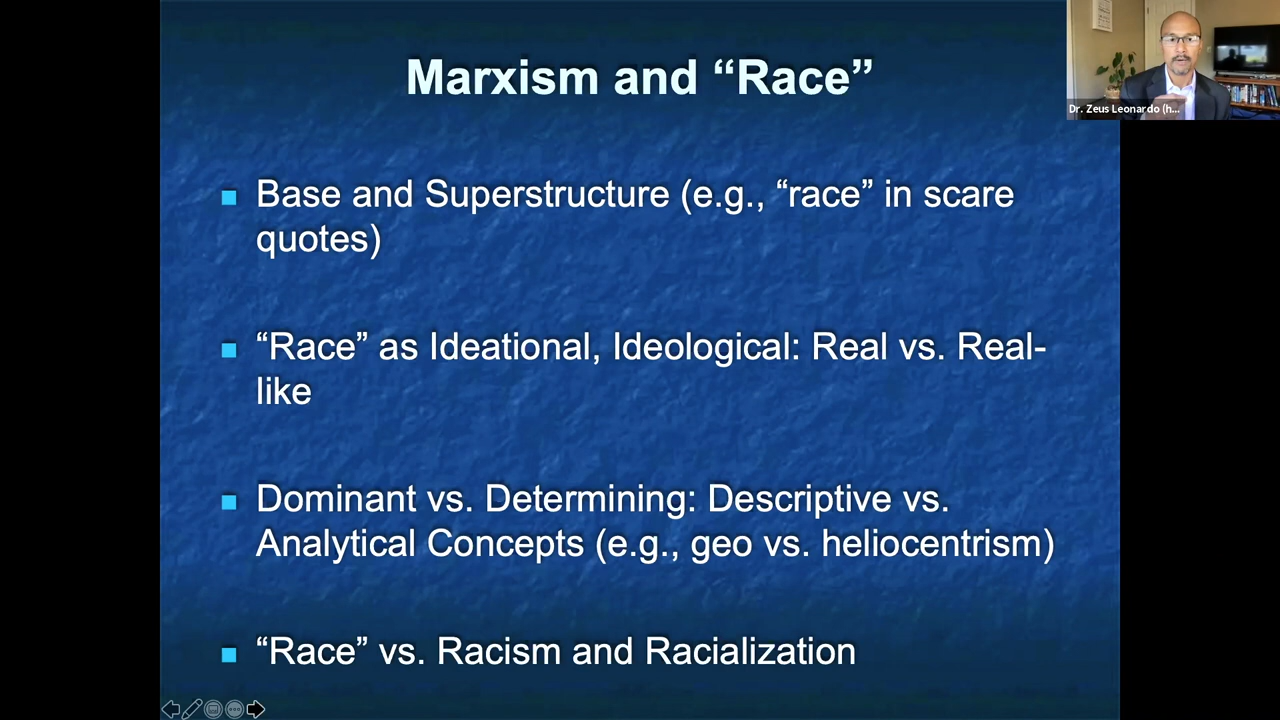 Marxism and “Race”
Dr. Zeus Leonardo (h...
Base and Superstructure (e.g., “race” in scare
quotes)
“Race” as Ideational, Ideological: Real vs. Real-
like
Dominant vs. Determining: Descriptive vs.
Analytical Concepts (e.g., geo vs. heliocentrism)
“Race” vs. Racism and Racialization